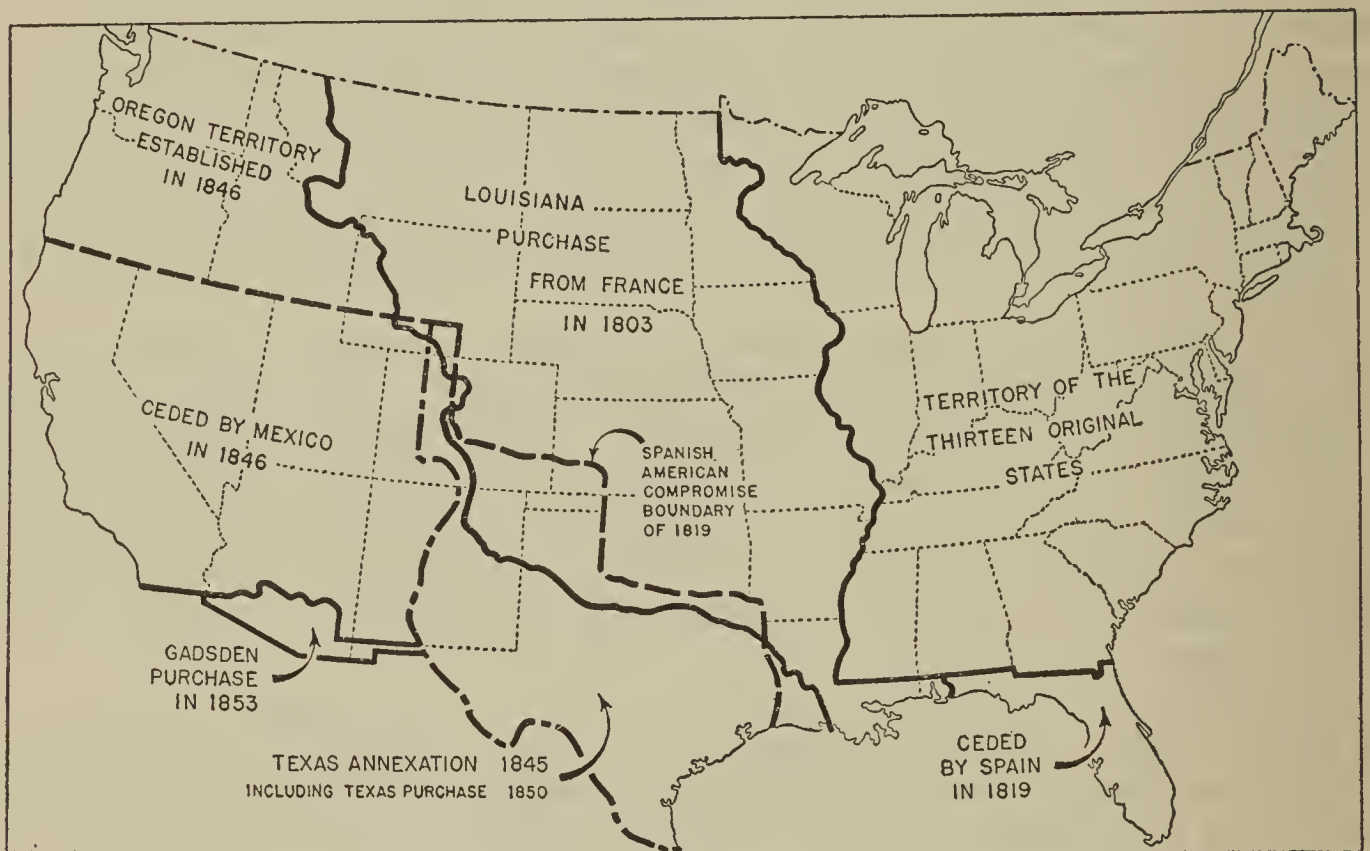 OREGON TERRITORY
ESTABLISHED
IN 1846
LOUISIANA
PURCHASE
FROM FRANCE
IN 1803
TERRITORY OF THE
THIRTEEN ORIGINAL
STATES
CEDED BY MEXICO
IN 1846
SPANISH
AMERICAN
COMPROMISE
BOUNDARY
OF 1819
GADSDEN
PURCHASE
IN 1853
TEXAS ANNEXATION 1845
INCLUDING TEXAS PURCHASE 1850
CEDED
BY SPAIN
IN 1819